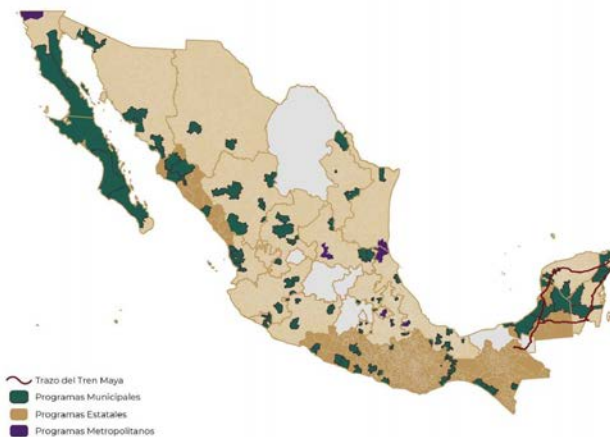 Trazo del Tren Maya
Programas Municipales
Programas Estatales
Programas Metropolitanos